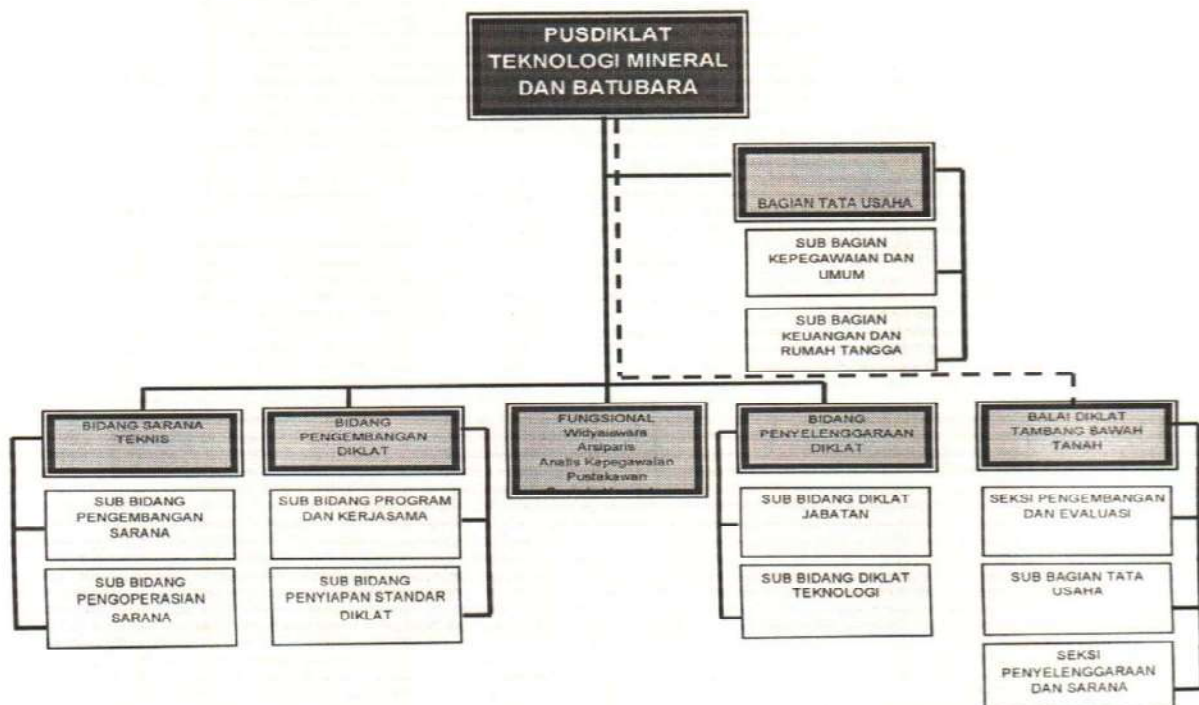 PUSDIKLAT
TEKNOLOGI MINERAL
DAN BATUBARA
BAGIAN TATA USAHA
SUB BAGIAN
KEPEGAWAIAN DAN
UMUM
SUB BAGIAN
KEUANGAN DAN
RUMAH TANGGA
BIDANG SARANA
TEKNIS
SUB BIDANG
PENGEMBANGAN
SARANA
SUB BIDANG
PENGOPERASIAN
SARANA
BIDANG
PENGEMBANGAN
DIKLAT
SUB BIDANG PROGRAM
DAN KERJASAMA
SUB BIDANG
PENYIAPAN STANDAR
DIKLAT
FUNGSIONAL
Widyaiswara
Arsiparis
Analis Kepegawaian
Pustakawan
BIDANG
PENYELENGGARAAN
DIKLAT
SUB BIDANG DIKLAT
JABATAN
SUB BIDANG DIKLAT
TEKNOLOGI
BALAI DIKLAT
TAMBANG BAWAH
TANAH
SEKSI PENGEMBANGAN
DAN EVALUASI
SUB BAGIAN TATA
USAHA
SEKSI
PENYELENGGARAAN
DAN SARANA